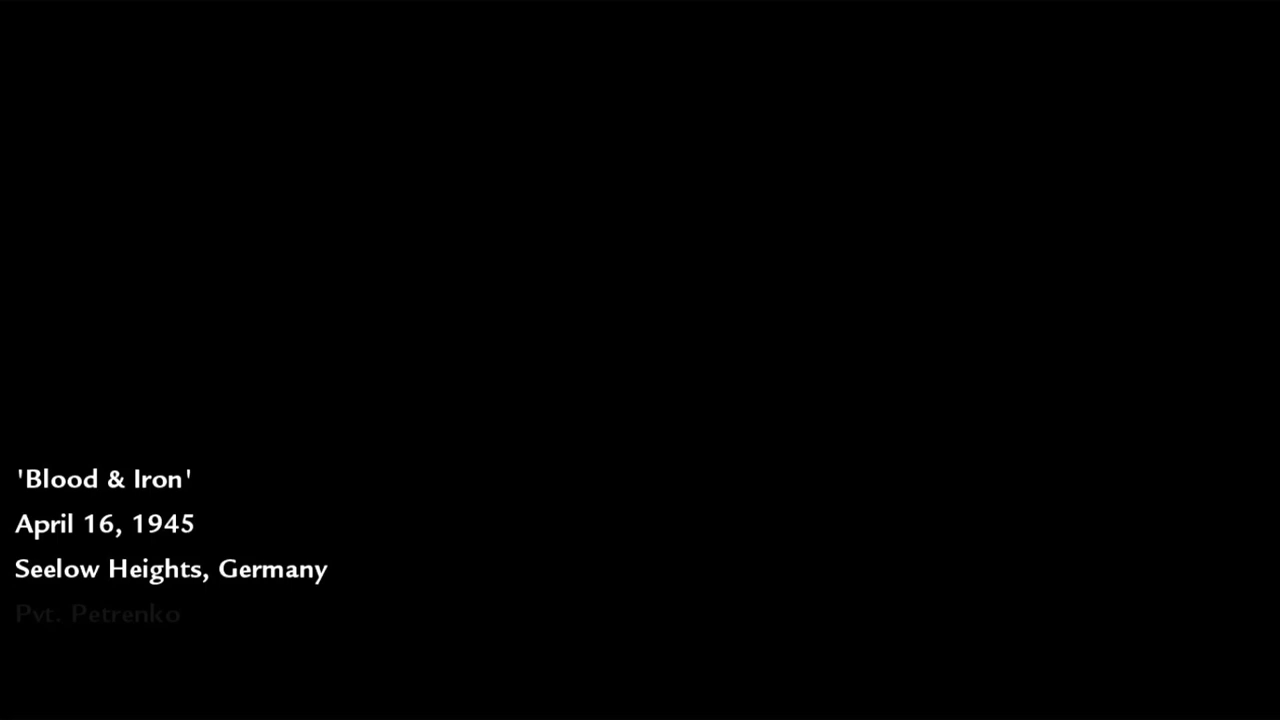 'Blood & Iron'
April 16, 1945
Seelow Heights, Germany
Pvt. Petrenko